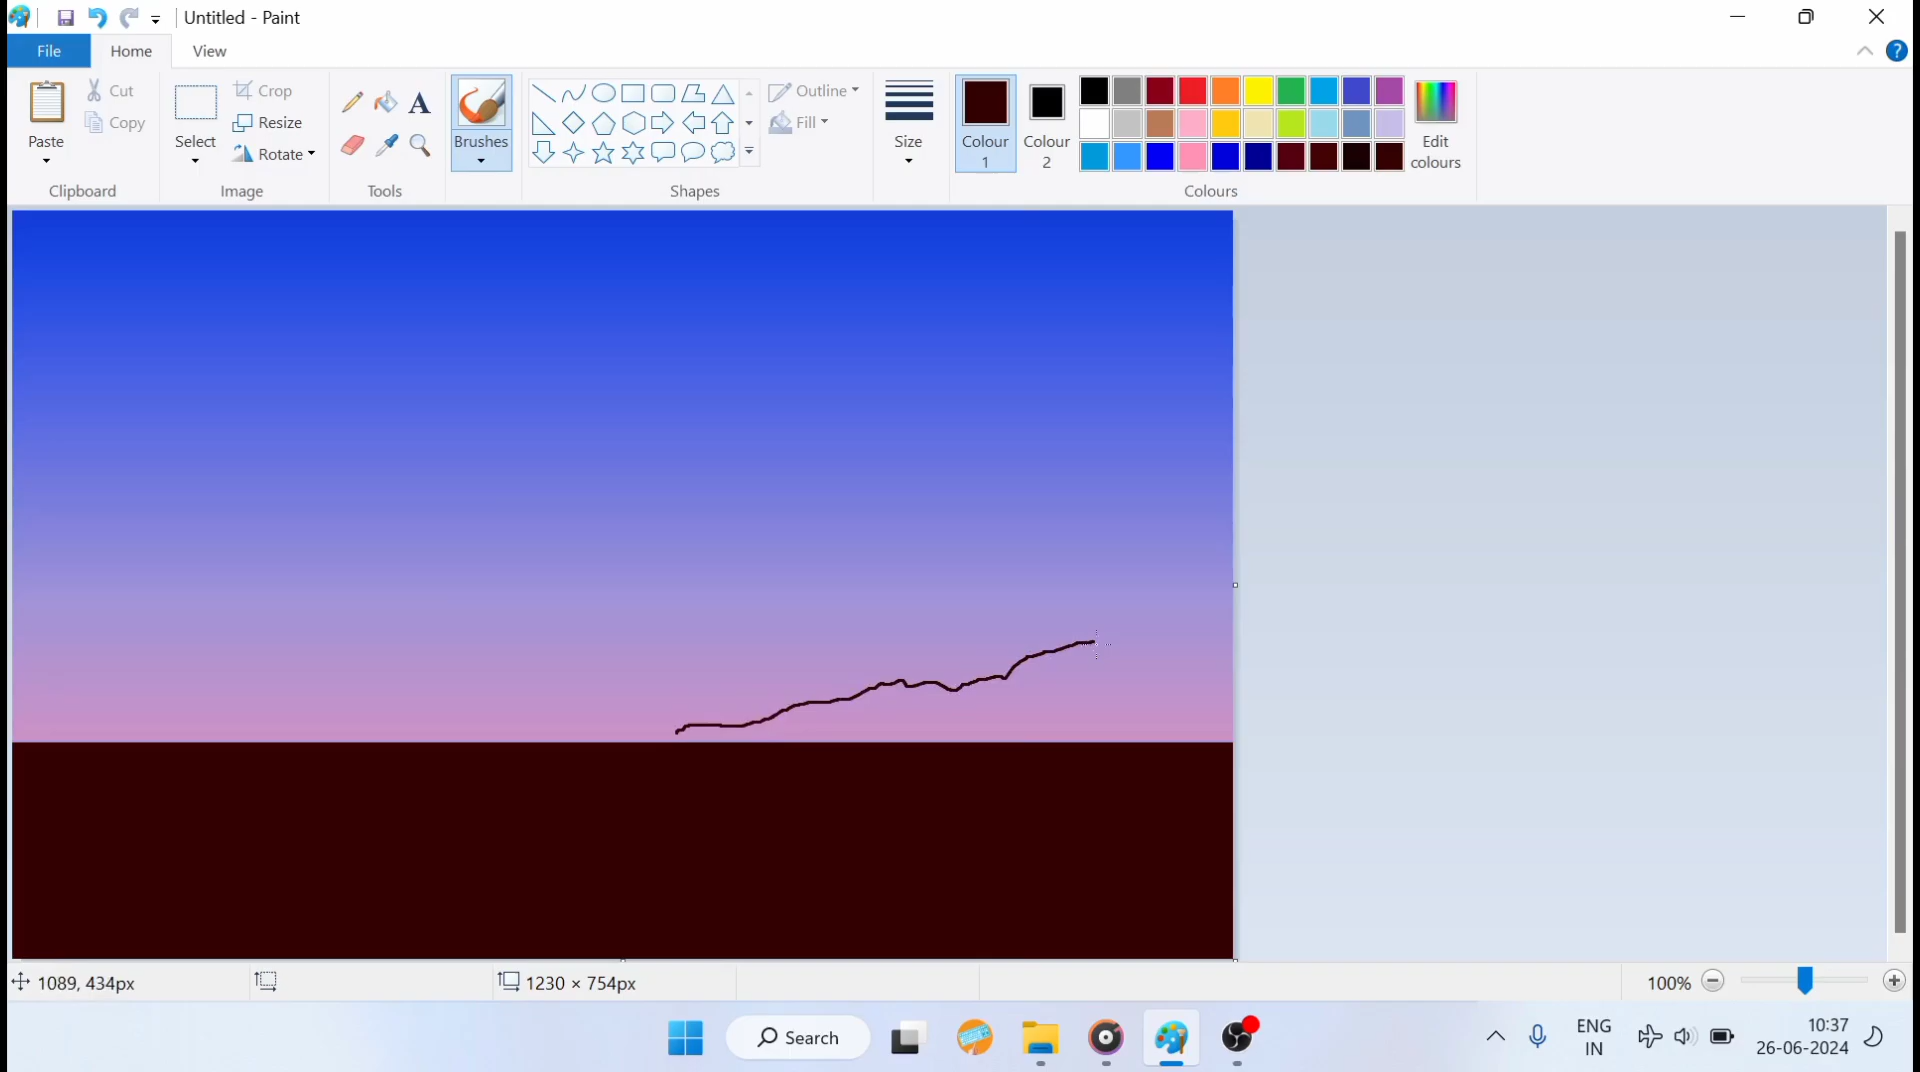 Untitled - Paint
File Home View ?
Paste
Cut
Copy
Clipboard
Select
Crop
Resize
Rotate
Image
A
Tools
Brushes
Outline
Fill
Shapes
Size
Colour 1
Colour 2
Edit colours
Colours
1089, 434px
1230 × 754px
100%
Search
ENG
IN
10:37
26-06-2024